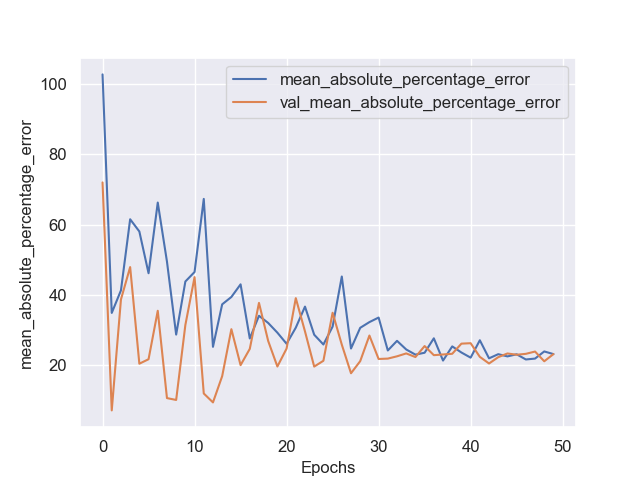 mean_absolute_percentage_error
val_mean_absolute_percentage_error
mean_absolute_percentage_error
100
80
60
40
20
0 10 20 30 40 50
Epochs